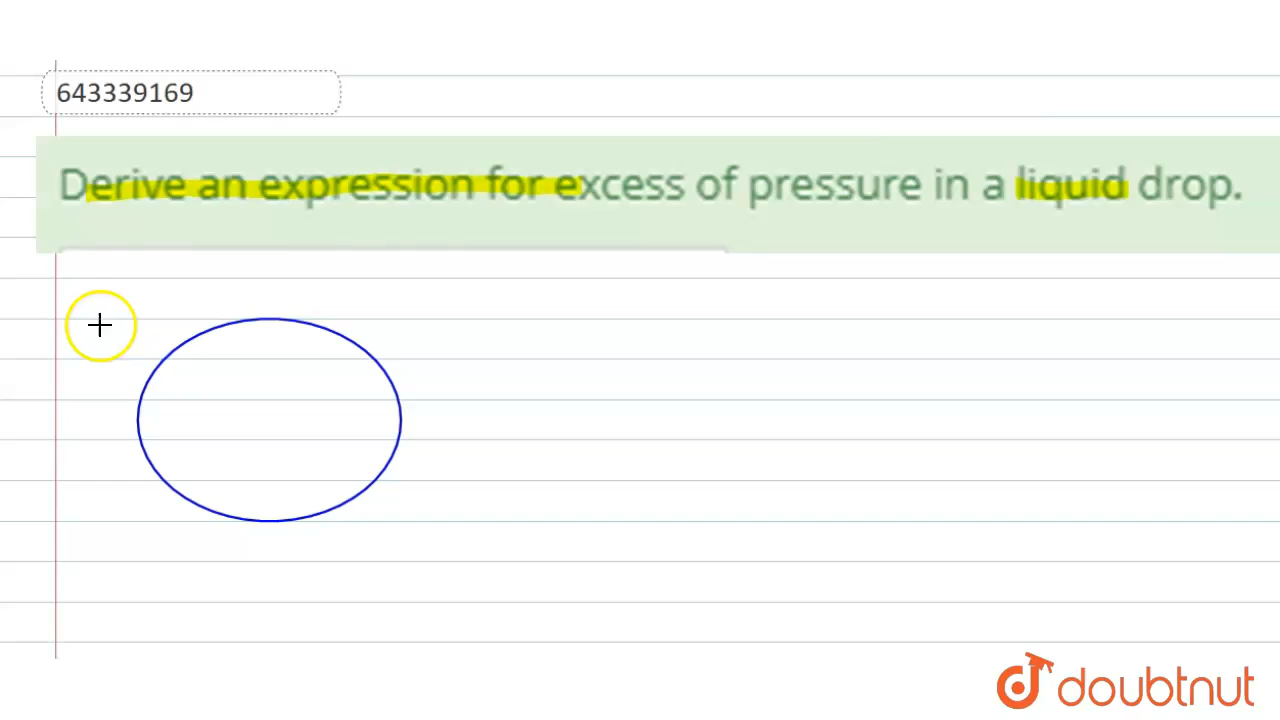 643339169
Derive an expression for excess of pressure in a liquid drop.
doubtnut